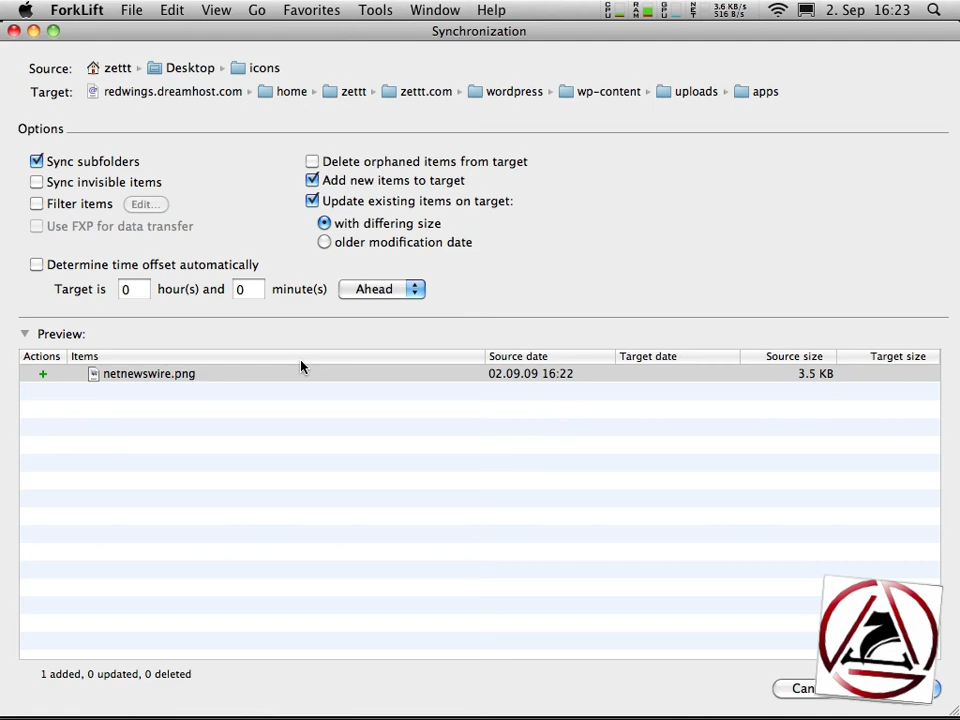 ForkLift File Edit View Go Favorites Tools Window Help CPU RAM GPU NET 3.6 KB/s 516 B/s 2. Sep 16:23
Synchronization
Source: zettt Desktop icons
Target: redwings.dreamhost.com home zettt zettt.com wordpress wp-content uploads apps
Options
Sync subfolders
Sync invisible items
Filter items Edit...
Use FXP for data transfer
Delete orphaned items from target
Add new items to target
Update existing items on target:
with differing size
older modification date
Determine time offset automatically
Target is 0 hour(s) and 0 minute(s) Ahead
Preview:
Actions Items Source date Target date Source size Target size
+ netnewswire.png 02.09.09 16:22 3.5 KB
1 added, 0 updated, 0 deleted